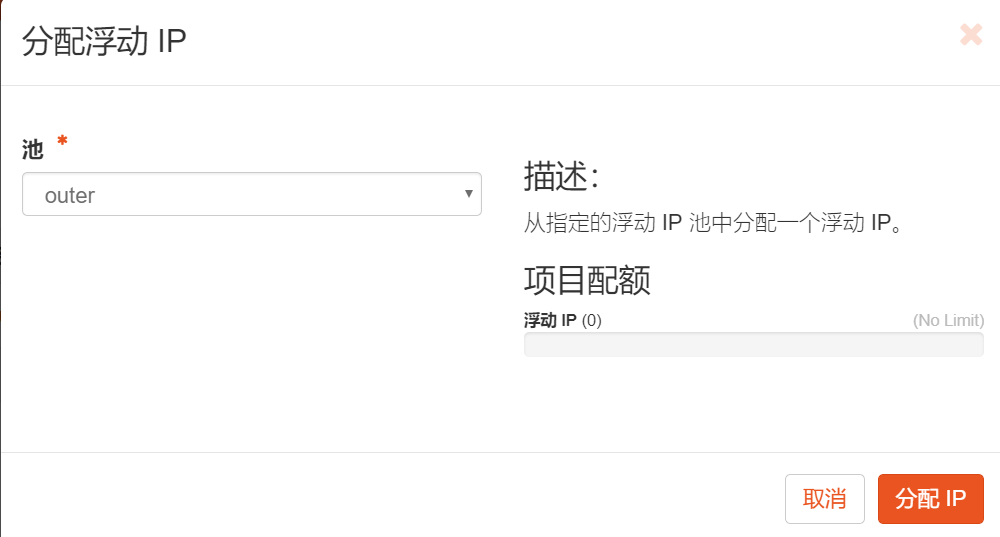 分配浮动 IP
池 *
outer
描述：
从指定的浮动 IP 池中分配一个浮动 IP。
项目配额
浮动 IP (0) (No Limit)
取消 分配 IP